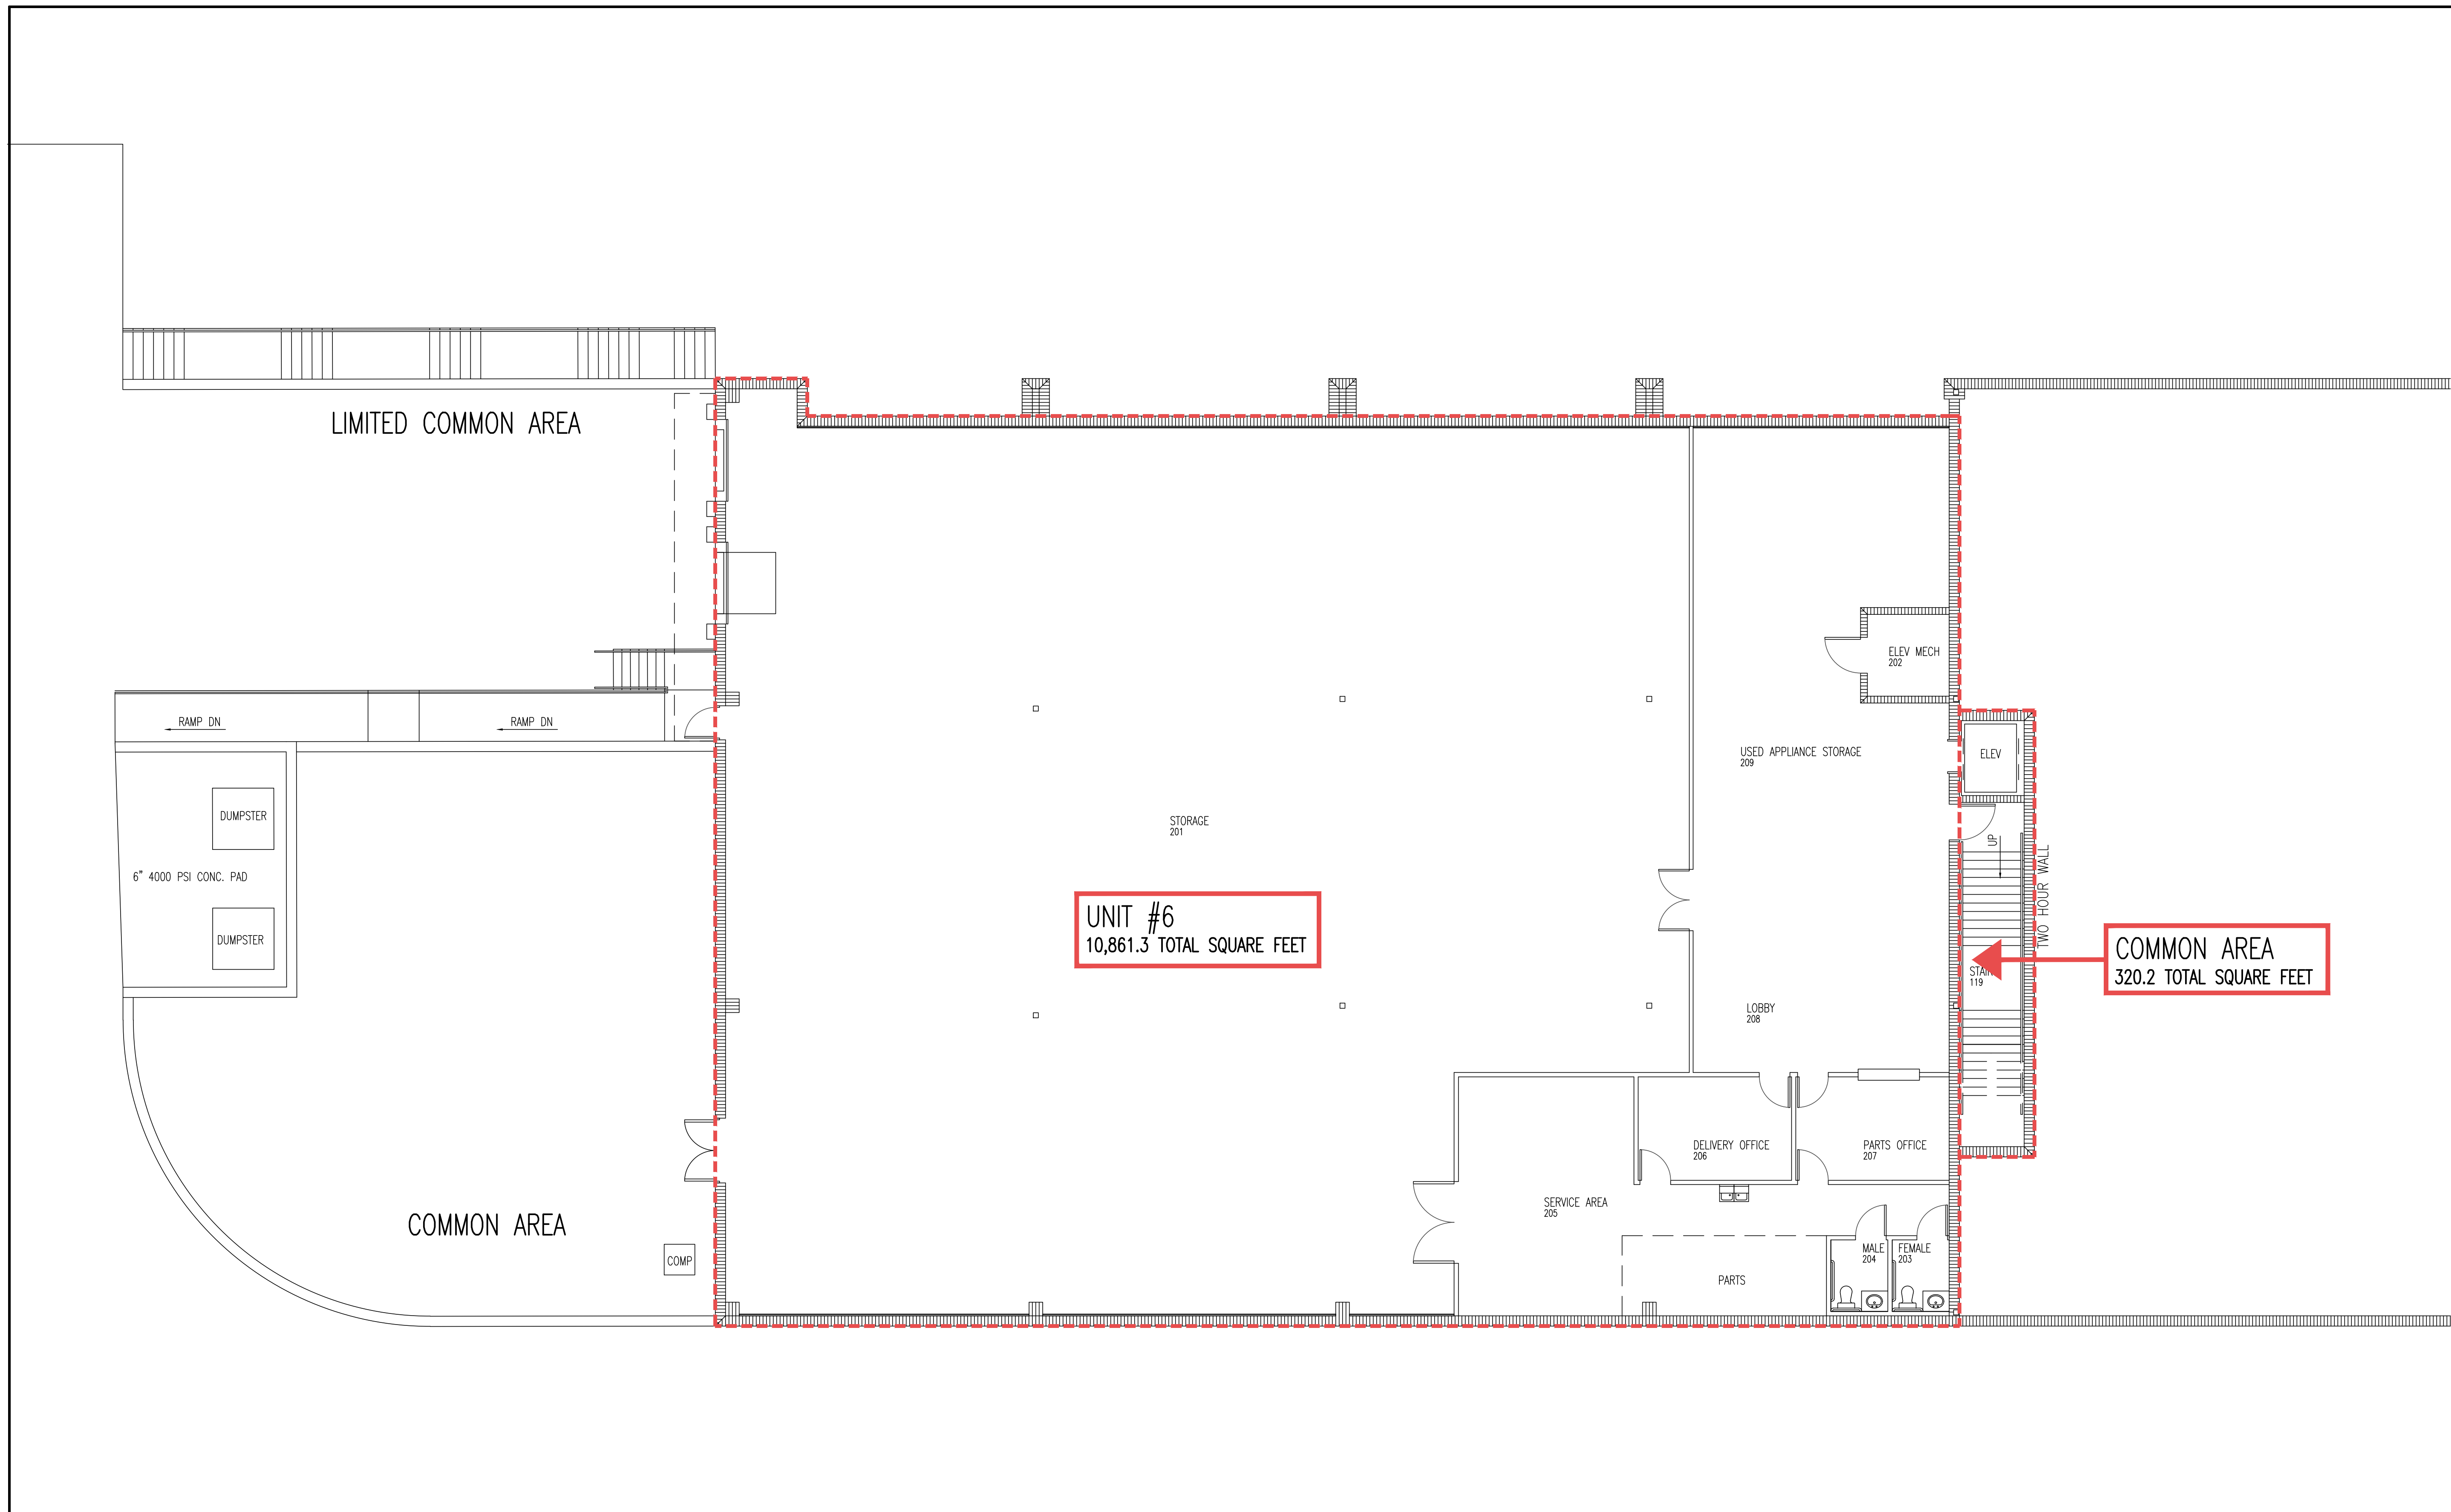 LIMITED COMMON AREA
ELEV MECH
202
RAMP DN
RAMP DN
USED APPLIANCE STORAGE
209
ELEV
DUMPSTER
STORAGE
201
UP
6" 4000 PSI CONC. PAD
TWO HOUR WALL
UNIT #6
10,861.3 TOTAL SQUARE FEET
DUMPSTER
COMMON AREA
320.2 TOTAL SQUARE FEET
119
LOBBY
208
DELIVERY OFFICE
206
PARTS OFFICE
207
SERVICE AREA
205
COMMON AREA
COMP
MALE
204
FEMALE
203
PARTS